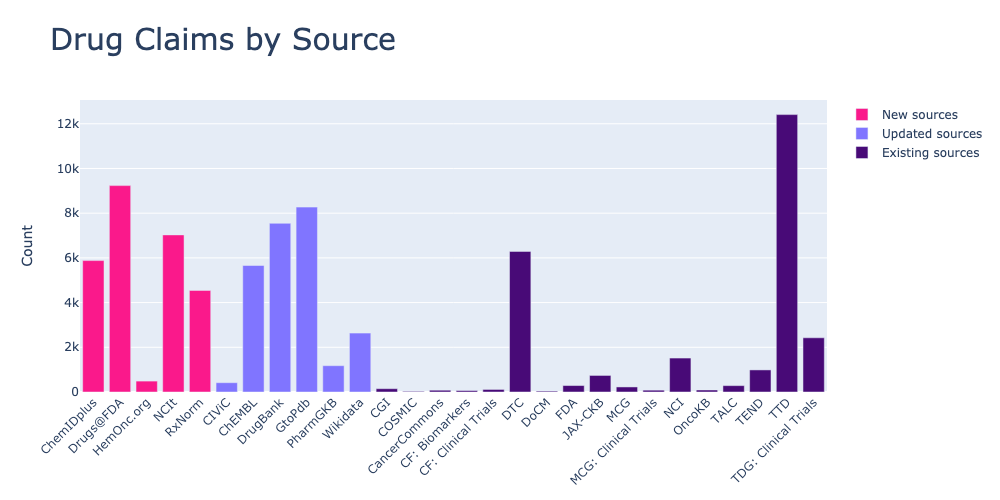 Drug Claims by Source
New sources
Updated sources
Existing sources
Count
12k
10k
8k
6k
4k
2k
0
ChemIDplus
Drugs@FDA
HemOnc.org
NCIt
RxNorm
CIViC
ChEMBL
DrugBank
GtoPdb
PharmGKB
Wikidata
CGI
COSMIC
CancerCommons
CF: Biomarkers
CF: Clinical Trials
DTC
DoCM
FDA
JAX-CKB
MCG
MCG: Clinical Trials
NCI
OncoKB
TALC
TEND
TTD
TDG: Clinical Trials